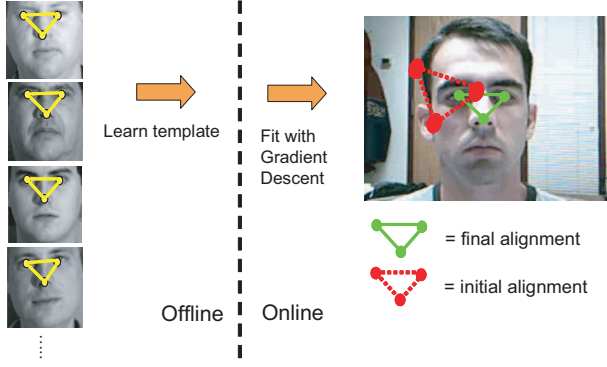 Learn template
Fit with
Gradient
Descent
= final alignment
= initial alignment
Offline
Online